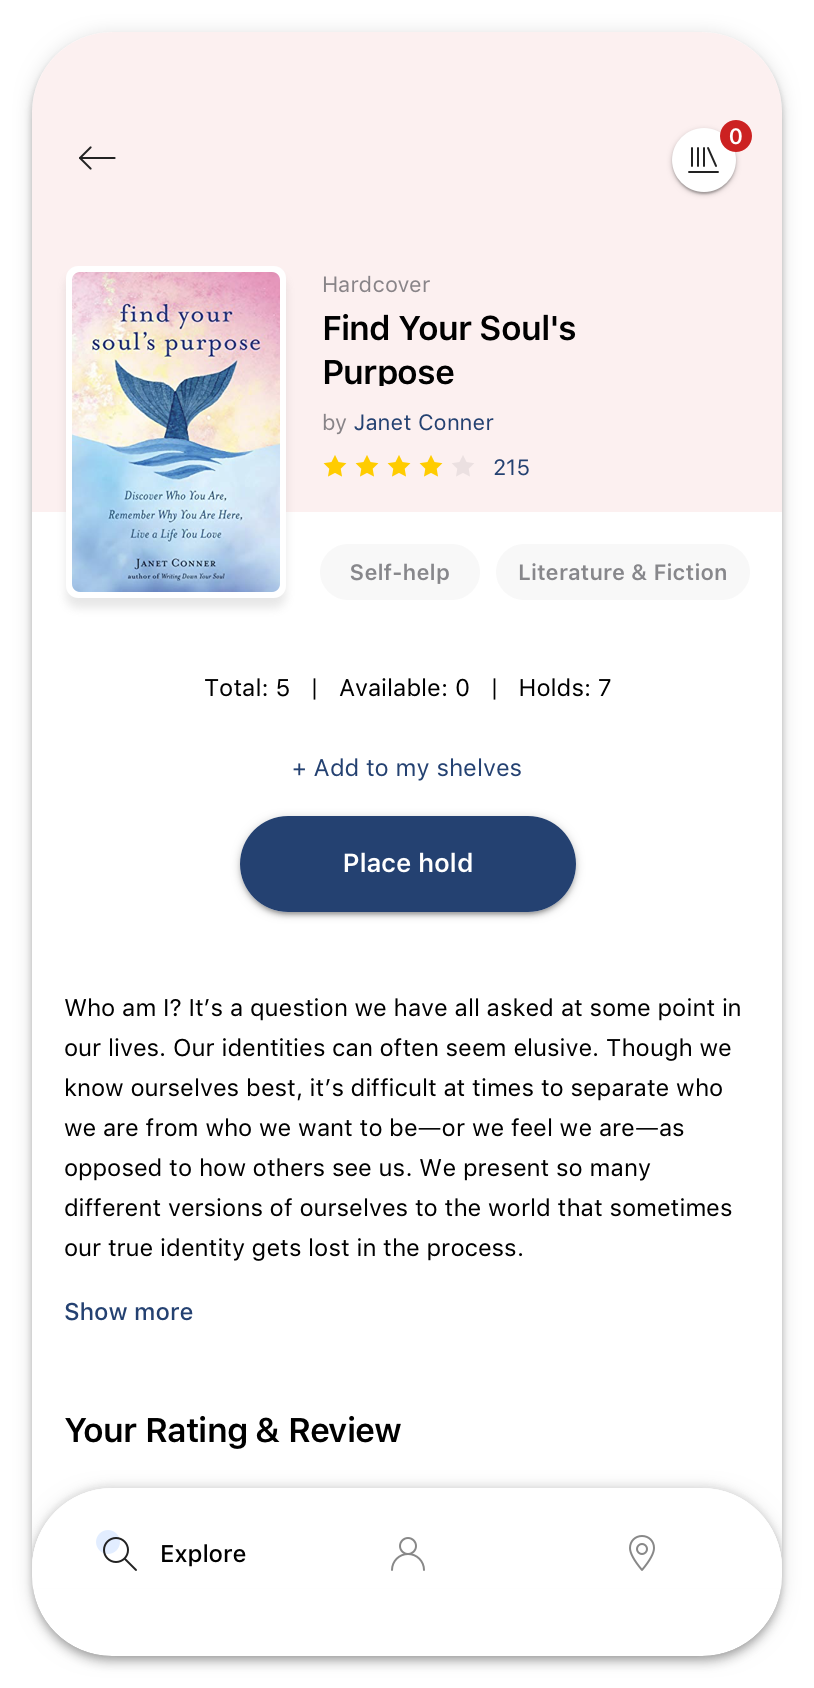 0
find your
soul's purpose
Discover Who You Are,
Remember Why You Are Here,
Live a Life You Love
JANET CONNER
author of Writing Down Your Soul
Hardcover
Find Your Soul's
Purpose
by Janet Conner
215
Self-help
Literature & Fiction
Total: 5 | Available: 0 | Holds: 7
+ Add to my shelves
Place hold
Who am I? It’s a question we have all asked at some point in
our lives. Our identities can often seem elusive. Though we
know ourselves best, it’s difficult at times to separate who
we are from who we want to be—or we feel we are—as
opposed to how others see us. We present so many
different versions of ourselves to the world that sometimes
our true identity gets lost in the process.
Show more
Your Rating & Review
Explore